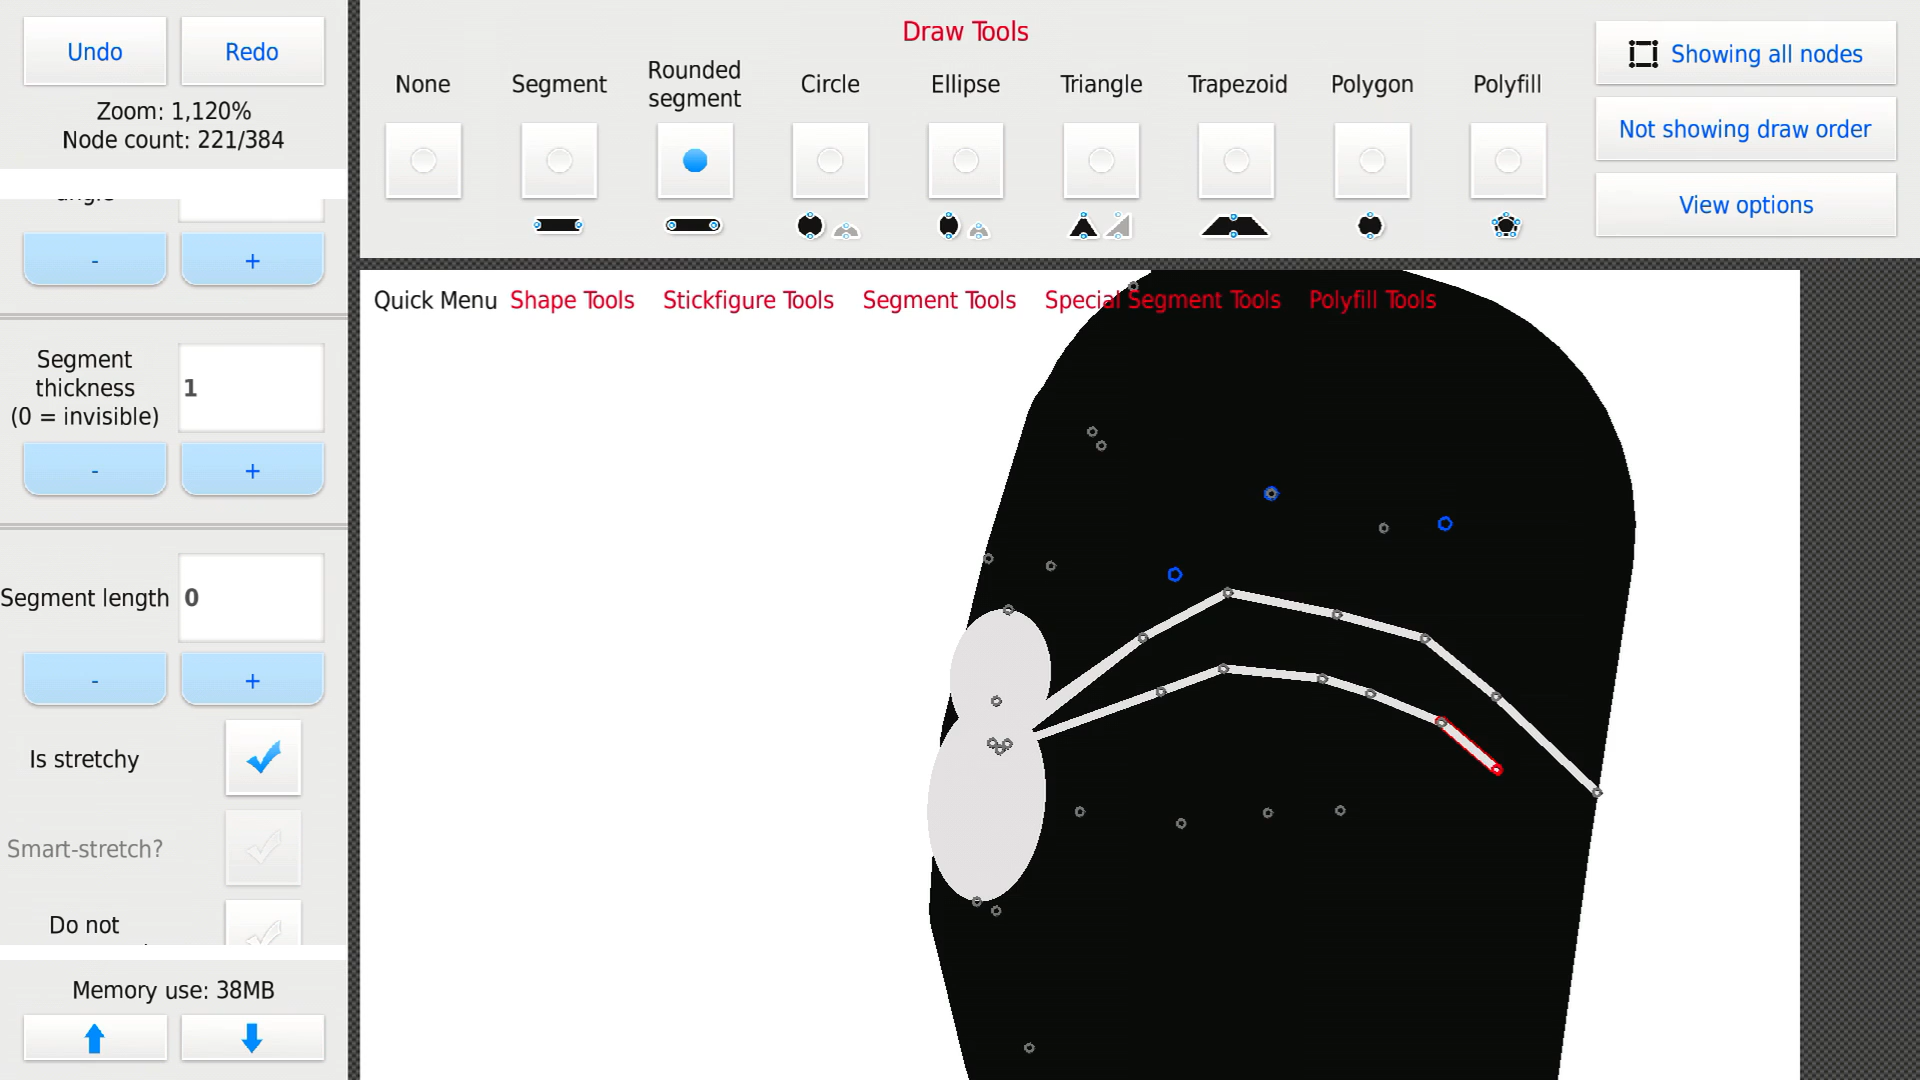 Undo
Redo
Zoom: 1,120%
Node count: 221/384
-
+
Segment
thickness
(0 = invisible)
1
-
+
Segment length
0
-
+
Is stretchy
Smart-stretch?
Do not
Memory use: 38MB
Draw Tools
None
Segment
Rounded
segment
Circle
Ellipse
Triangle
Trapezoid
Polygon
Polyfill
Showing all nodes
Not showing draw order
View options
Quick Menu
Shape Tools
Stickfigure Tools
Segment Tools
Special Segment Tools
Polyfill Tools